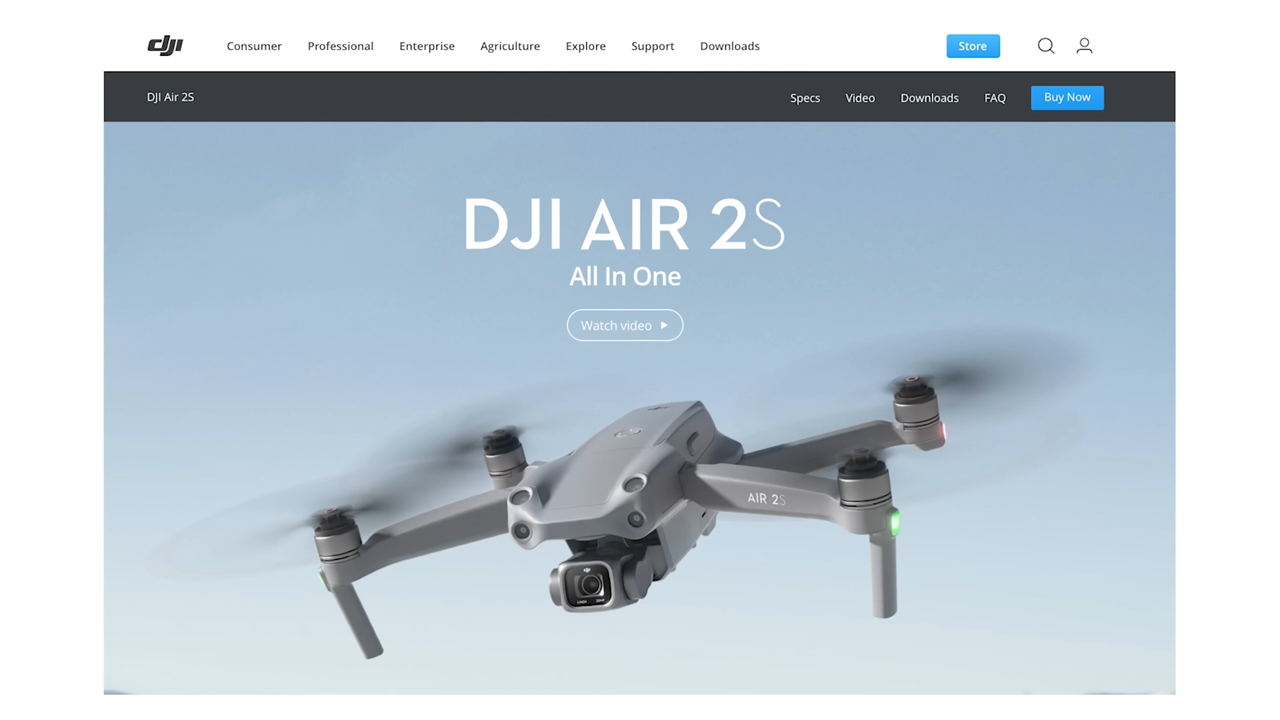 dji
Consumer Professional Enterprise Agriculture Explore Support Downloads Store
DJI Air 2S Specs Video Downloads FAQ Buy Now
DJI AIR 2S
All In One
Watch video
AIR 2S
dji